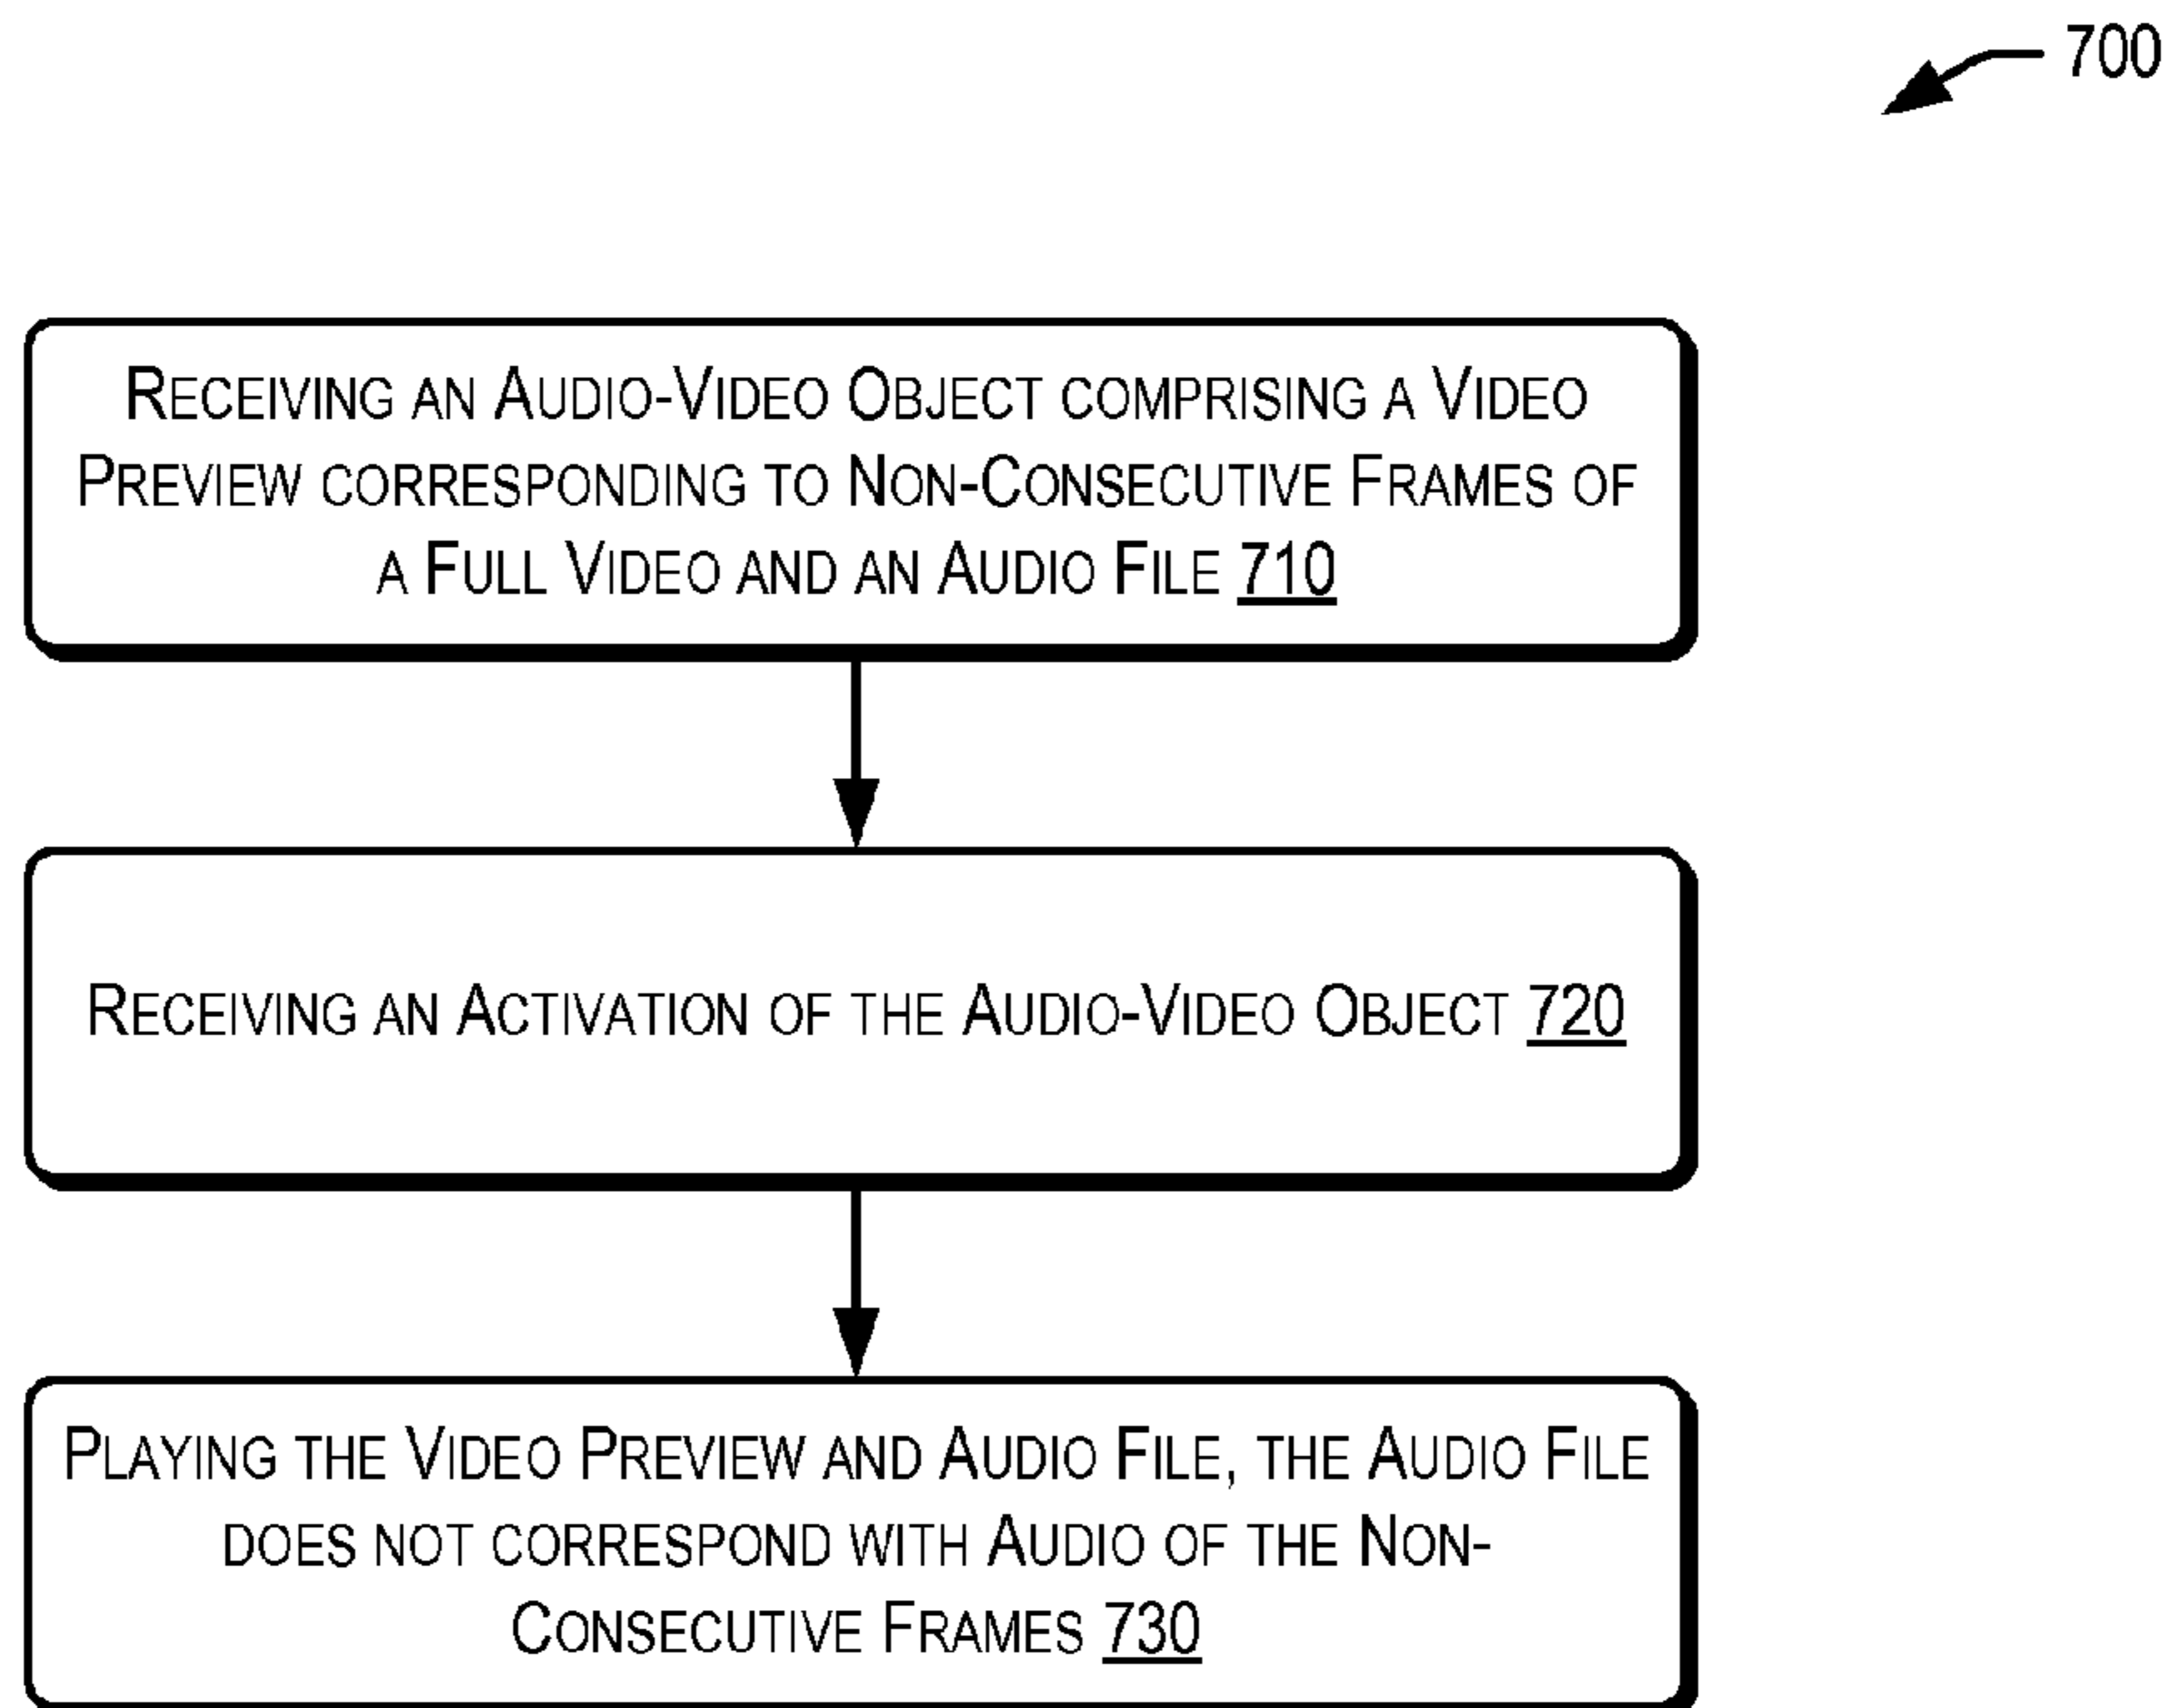 700
Receiving an Audio-Video Object comprising a Video
Preview corresponding to Non-Consecutive Frames of
a Full Video and an Audio File 710
Receiving an Activation of the Audio-Video Object 720
Playing the Video Preview and Audio File, the Audio File
does not correspond with Audio of the Non-
Consecutive Frames 730